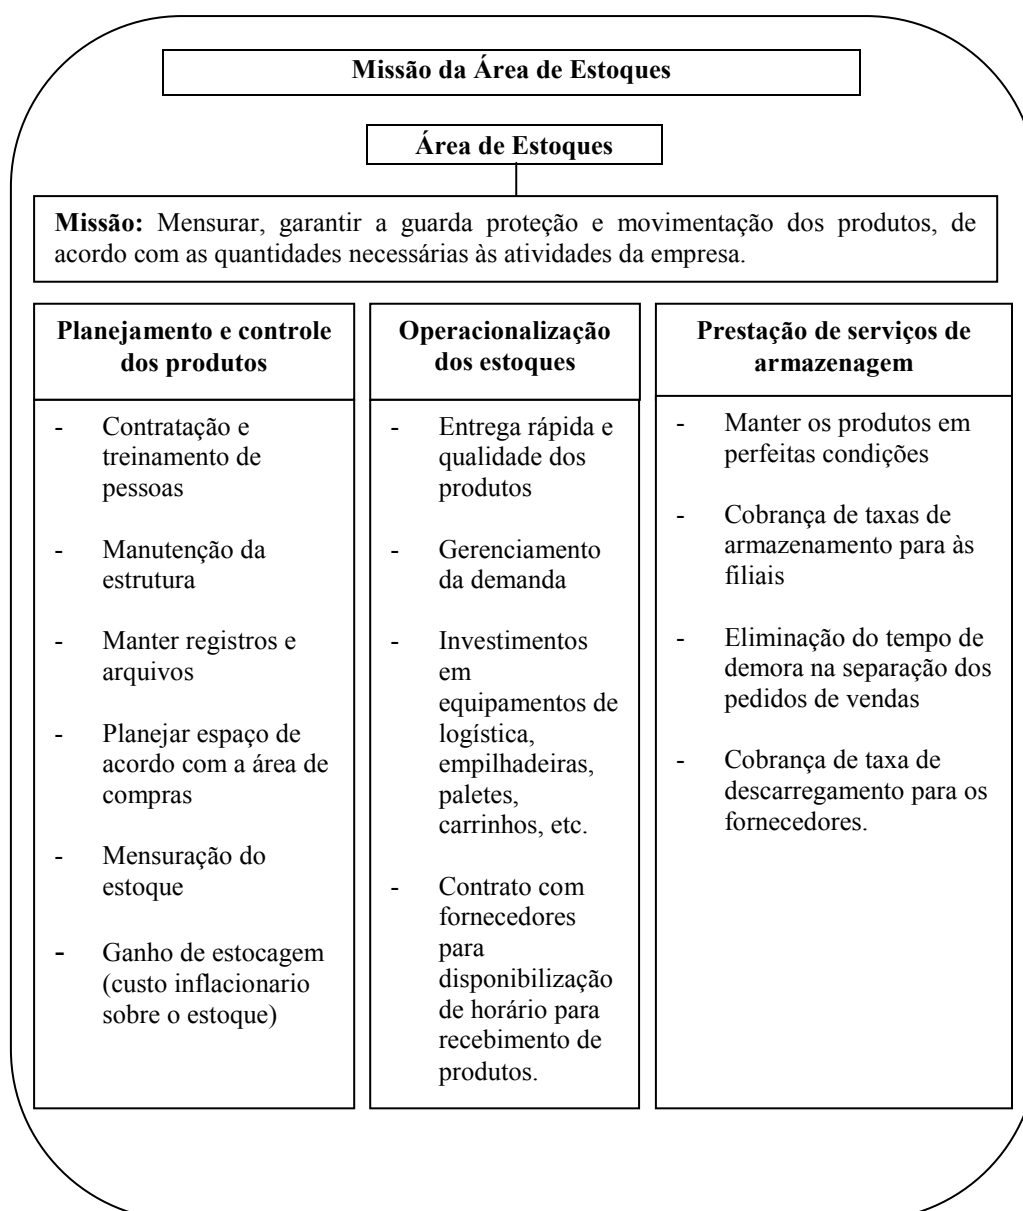 Missão da Área de Estoques
Área de Estoques
Missão: Mensurar, garantir a guarda proteção e movimentação dos produtos, de
acordo com as quantidades necessárias às atividades da empresa.
Planejamento e controle
dos produtos
- Contratação e
treinamento de
pessoas
- Manutenção da
estrutura
- Manter registros e
arquivos
- Planejar espaço de
acordo com a área de
compras
- Mensuração do
estoque
- Ganho de estocagem
(custo inflacionario
sobre o estoque)
Operacionalização
dos estoques
- Entrega rápida e
qualidade dos
produtos
- Gerenciamento
da demanda
- Investimentos
em
equipamentos de
logística,
empilhadeiras,
paletes,
carrinhos, etc.
- Contrato com
fornecedores
para
disponibilização
de horário para
recebimento de
produtos.
Prestação de serviços de
armazenagem
- Manter os produtos em
perfeitas condições
- Cobrança de taxas de
armazenamento para às
filiais
- Eliminação do tempo de
demora na separação dos
pedidos de vendas
- Cobrança de taxa de
descarregamento para os
fornecedores.